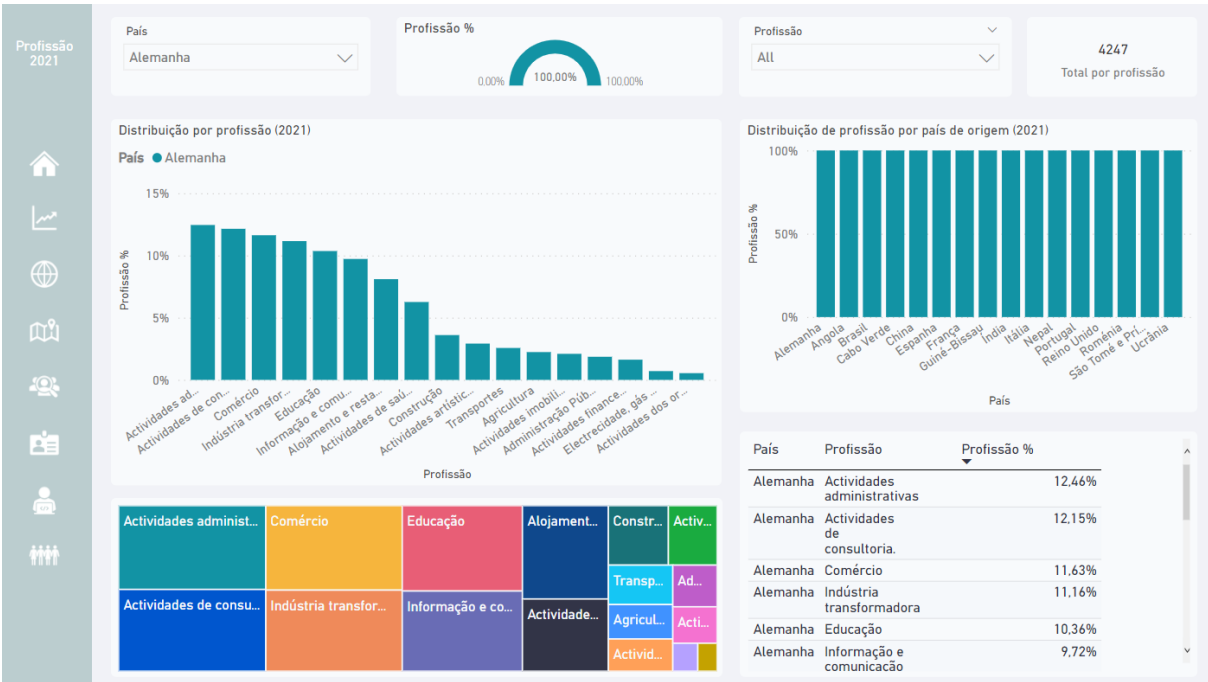 Profissão
2021
País
Alemanha
Profissão %
0.00%
100,00%
100.00%
Profissão
All
4247
Total por profissão
Distribuição por profissão (2021)
País
Alemanha
15%
10%
5%
0%
Profissão %
Actividades ad...
Actividades de con...
Comércio
Indústria transfor...
Educação
Informação e comu...
Alojamento e resta...
Actividades de saú...
Construção
Actividades artístic...
Transportes
Agricultura
Actividades imobili...
Administração Púb...
Actividades finance...
Electrecidade, gás ...
Actividades dos or...
Profissão
Distribuição de profissão por país de origem (2021)
100%
50%
0%
Profissão %
Alemanha
Angola
Brasil
Cabo Verde
China
Espanha
França
Guiné-Bissau
Índia
Itália
Nepal
Portugal
Reino Unido
Roménia
São Tomé e Prí...
Ucrânia
País
Actividades administ...
Comércio
Educação
Alojament...
Constr...
Activ...
Transp...
Ad...
Actividades de consu...
Indústria transfor...
Informação e co...
Actividade...
Agricul...
Acti...
Activid...
País Profissão Profissão %
Alemanha Actividades 12,46%
administrativas
Alemanha Actividades 12,15%
de
consultoria.
Alemanha Comércio 11,63%
Alemanha Indústria 11,16%
transformadora
Alemanha Educação 10,36%
Alemanha Informação e 9,72%
comunicação